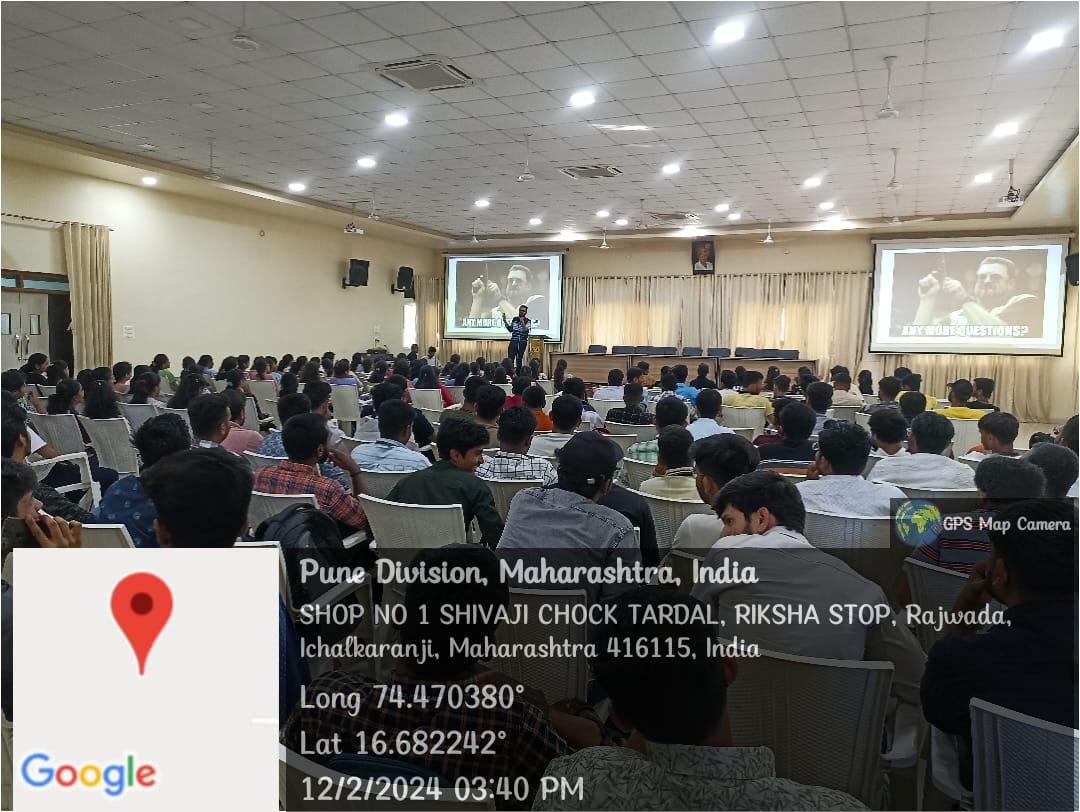 ANY MORE QUESTIONS?
ANY MORE QUESTIONS?
GPS Map Camera
Pune Division, Maharashtra, India
SHOP NO 1 SHIVAJI CHOCK TARDAL, RIKSHA STOP, Rajwada,
Ichalkaranji, Maharashtra 416115, India
Long 74.470380°
Lat 16.682242°
12/2/2024 03:40 PM
Google